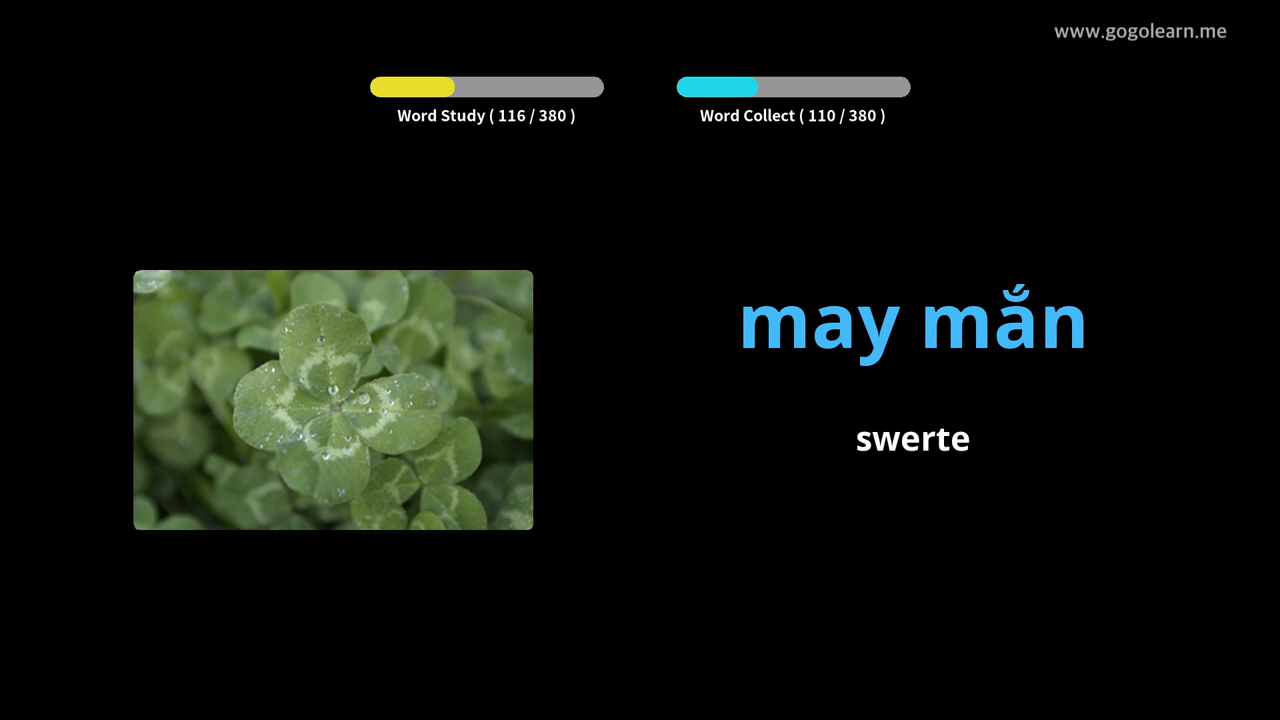 www.gogolearn.me
Word Study ( 116 / 380 )
Word Collect ( 110 / 380 )
may mắn
swerte